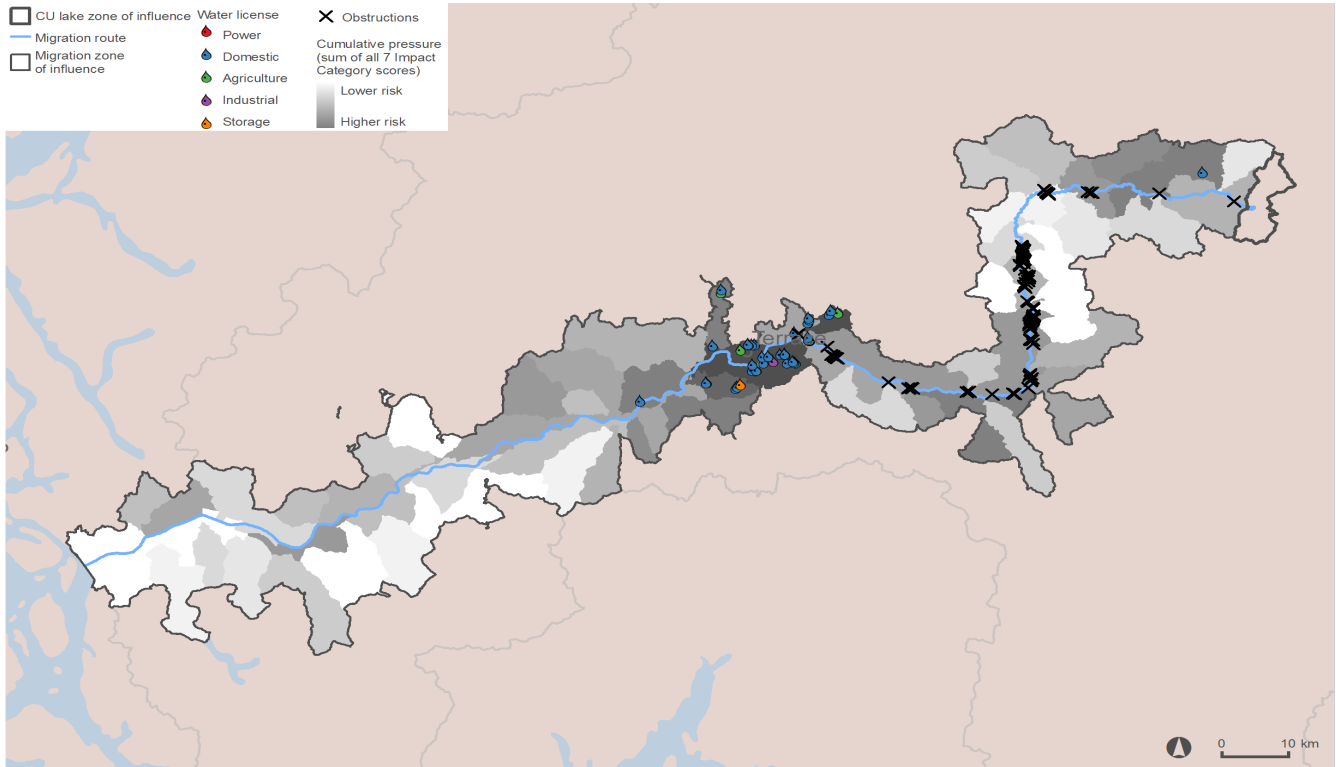 CU lake zone of influence
Migration route
Migration zone
of influence
Water license
Power
Domestic
Agriculture
Industrial
Storage
Obstructions
Cumulative pressure
(sum of all 7 Impact
Category scores)
Lower risk
Higher risk
Terrace
0 10 km